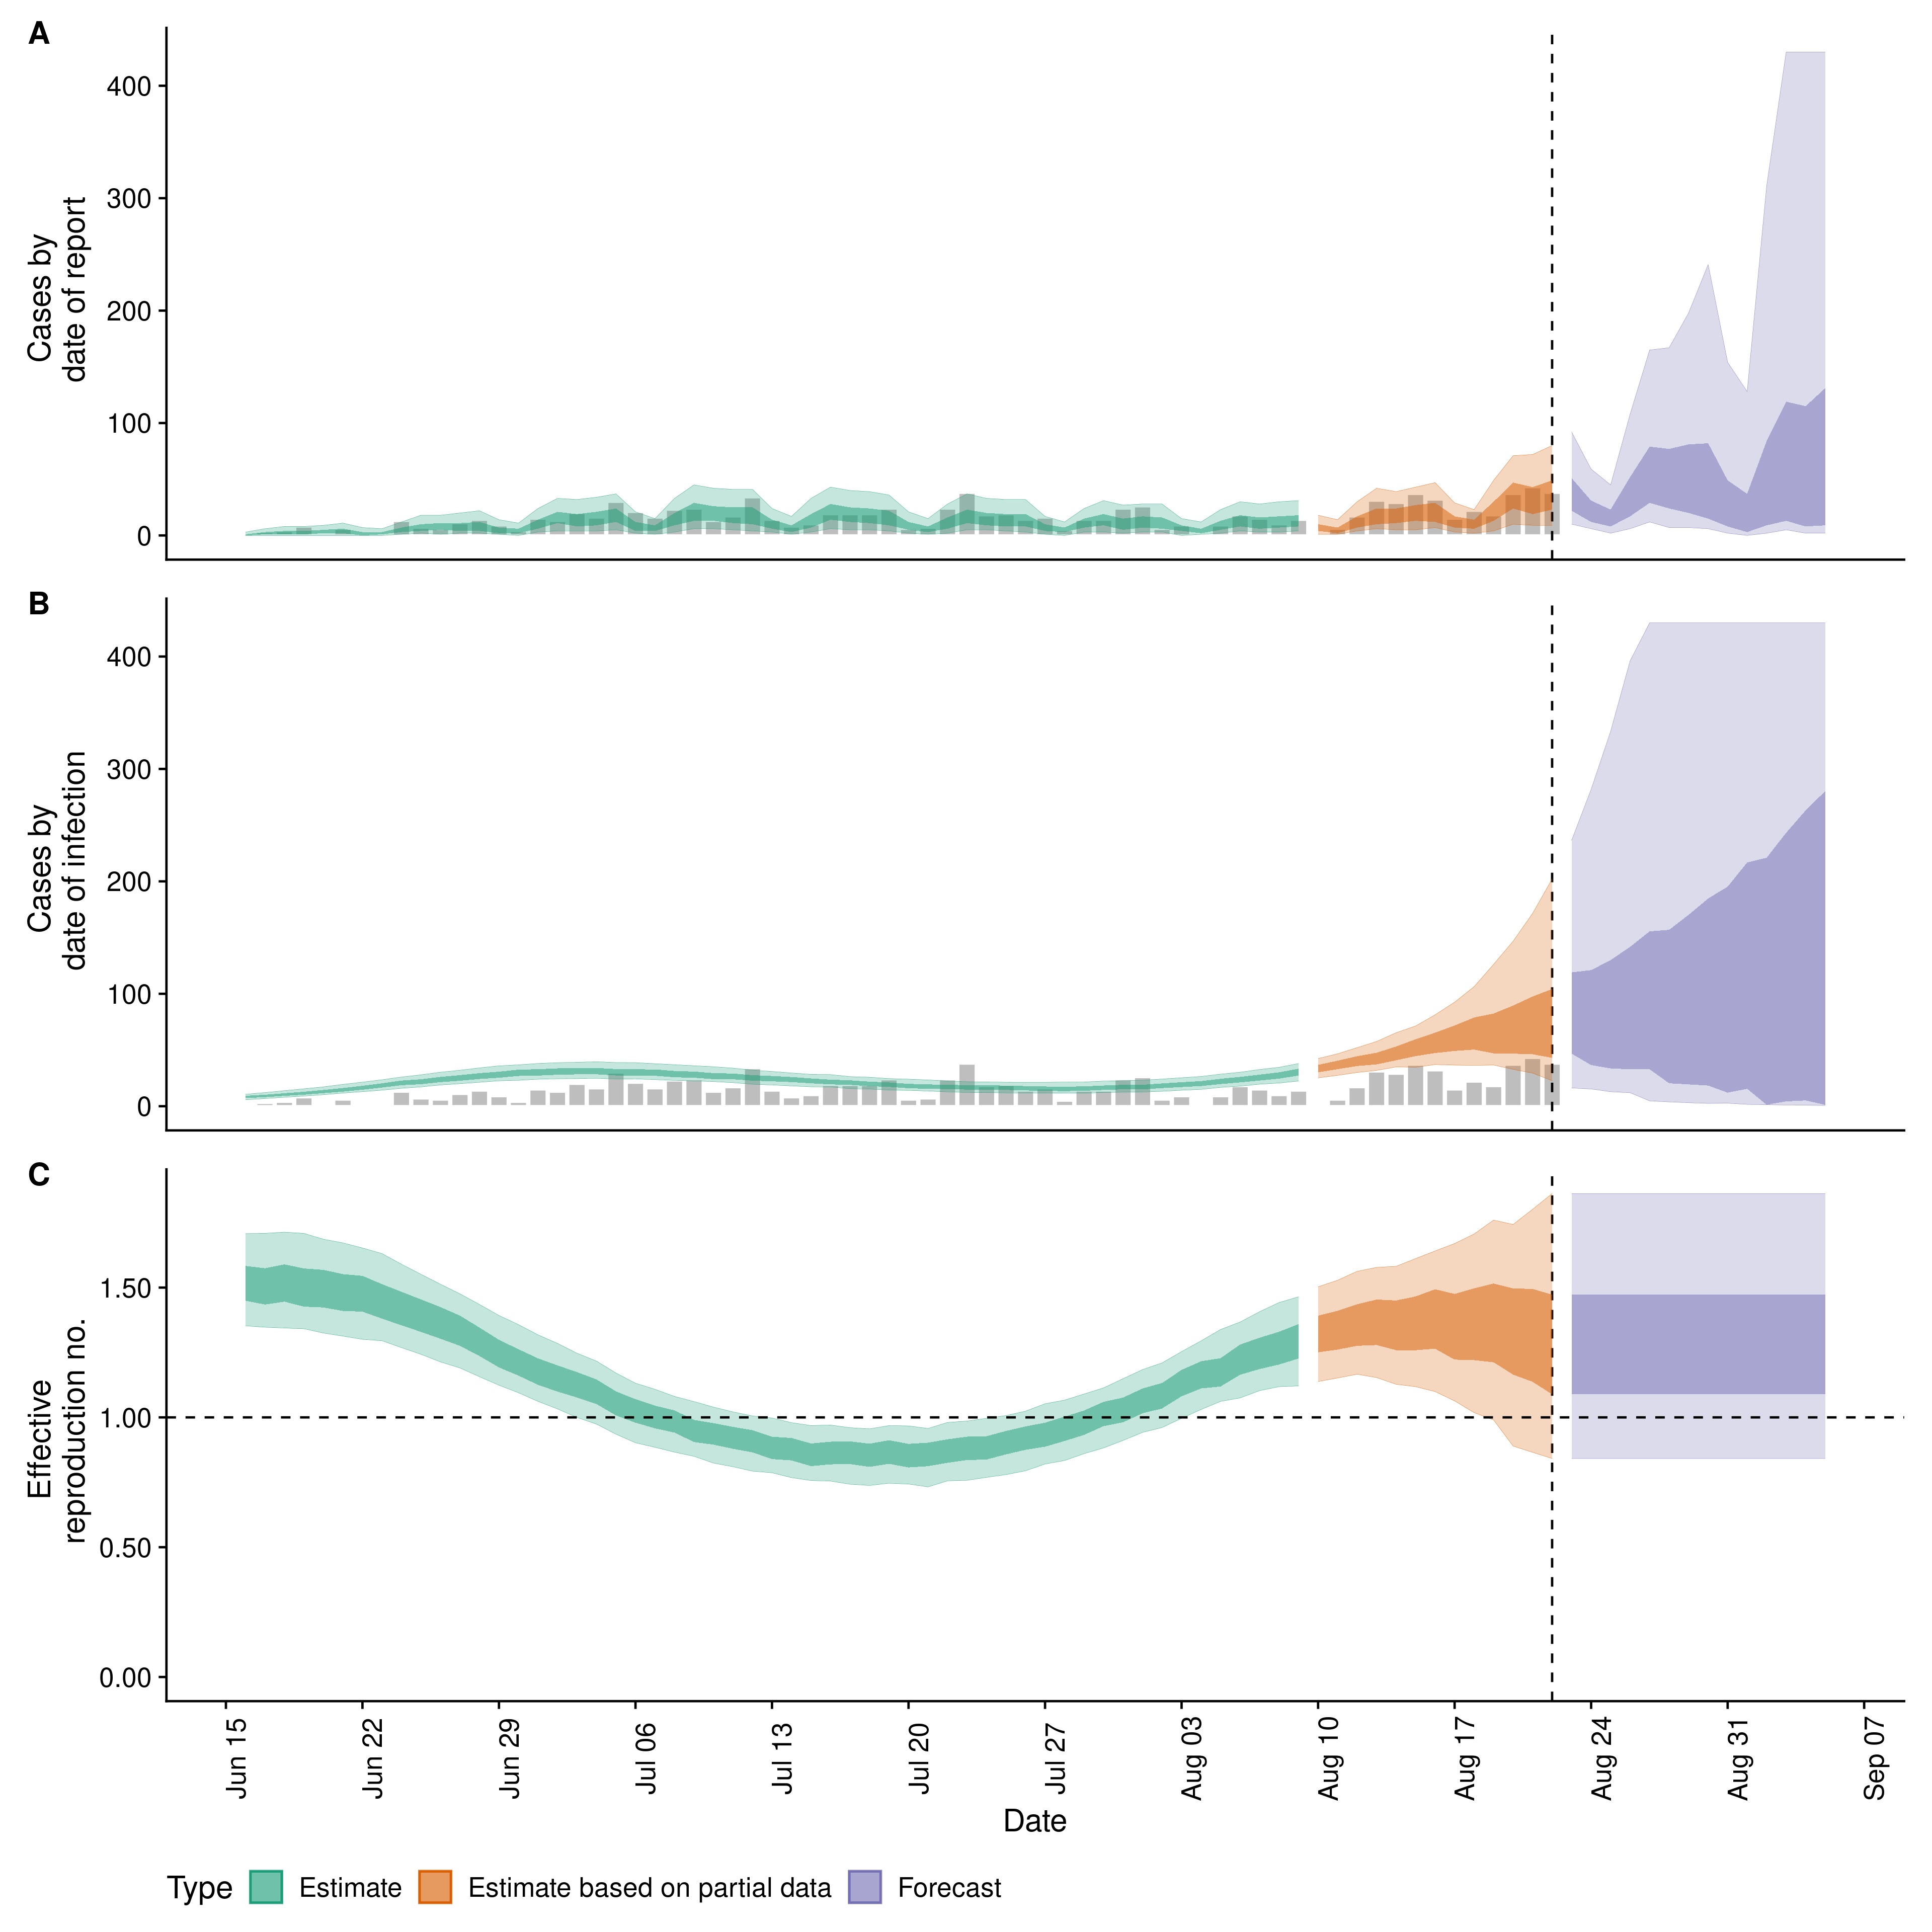 A
Cases by
date of report
400
300
200
100
0
B
Cases by
date of infection
400
300
200
100
0
C
Effective
reproduction no.
1.50
1.00
0.50
0.00
Jun 15
Jun 22
Jun 29
Jul 06
Jul 13
Jul 20
Jul 27
Aug 03
Aug 10
Aug 17
Aug 24
Aug 31
Sep 07
Date
Type Estimate Estimate based on partial data Forecast